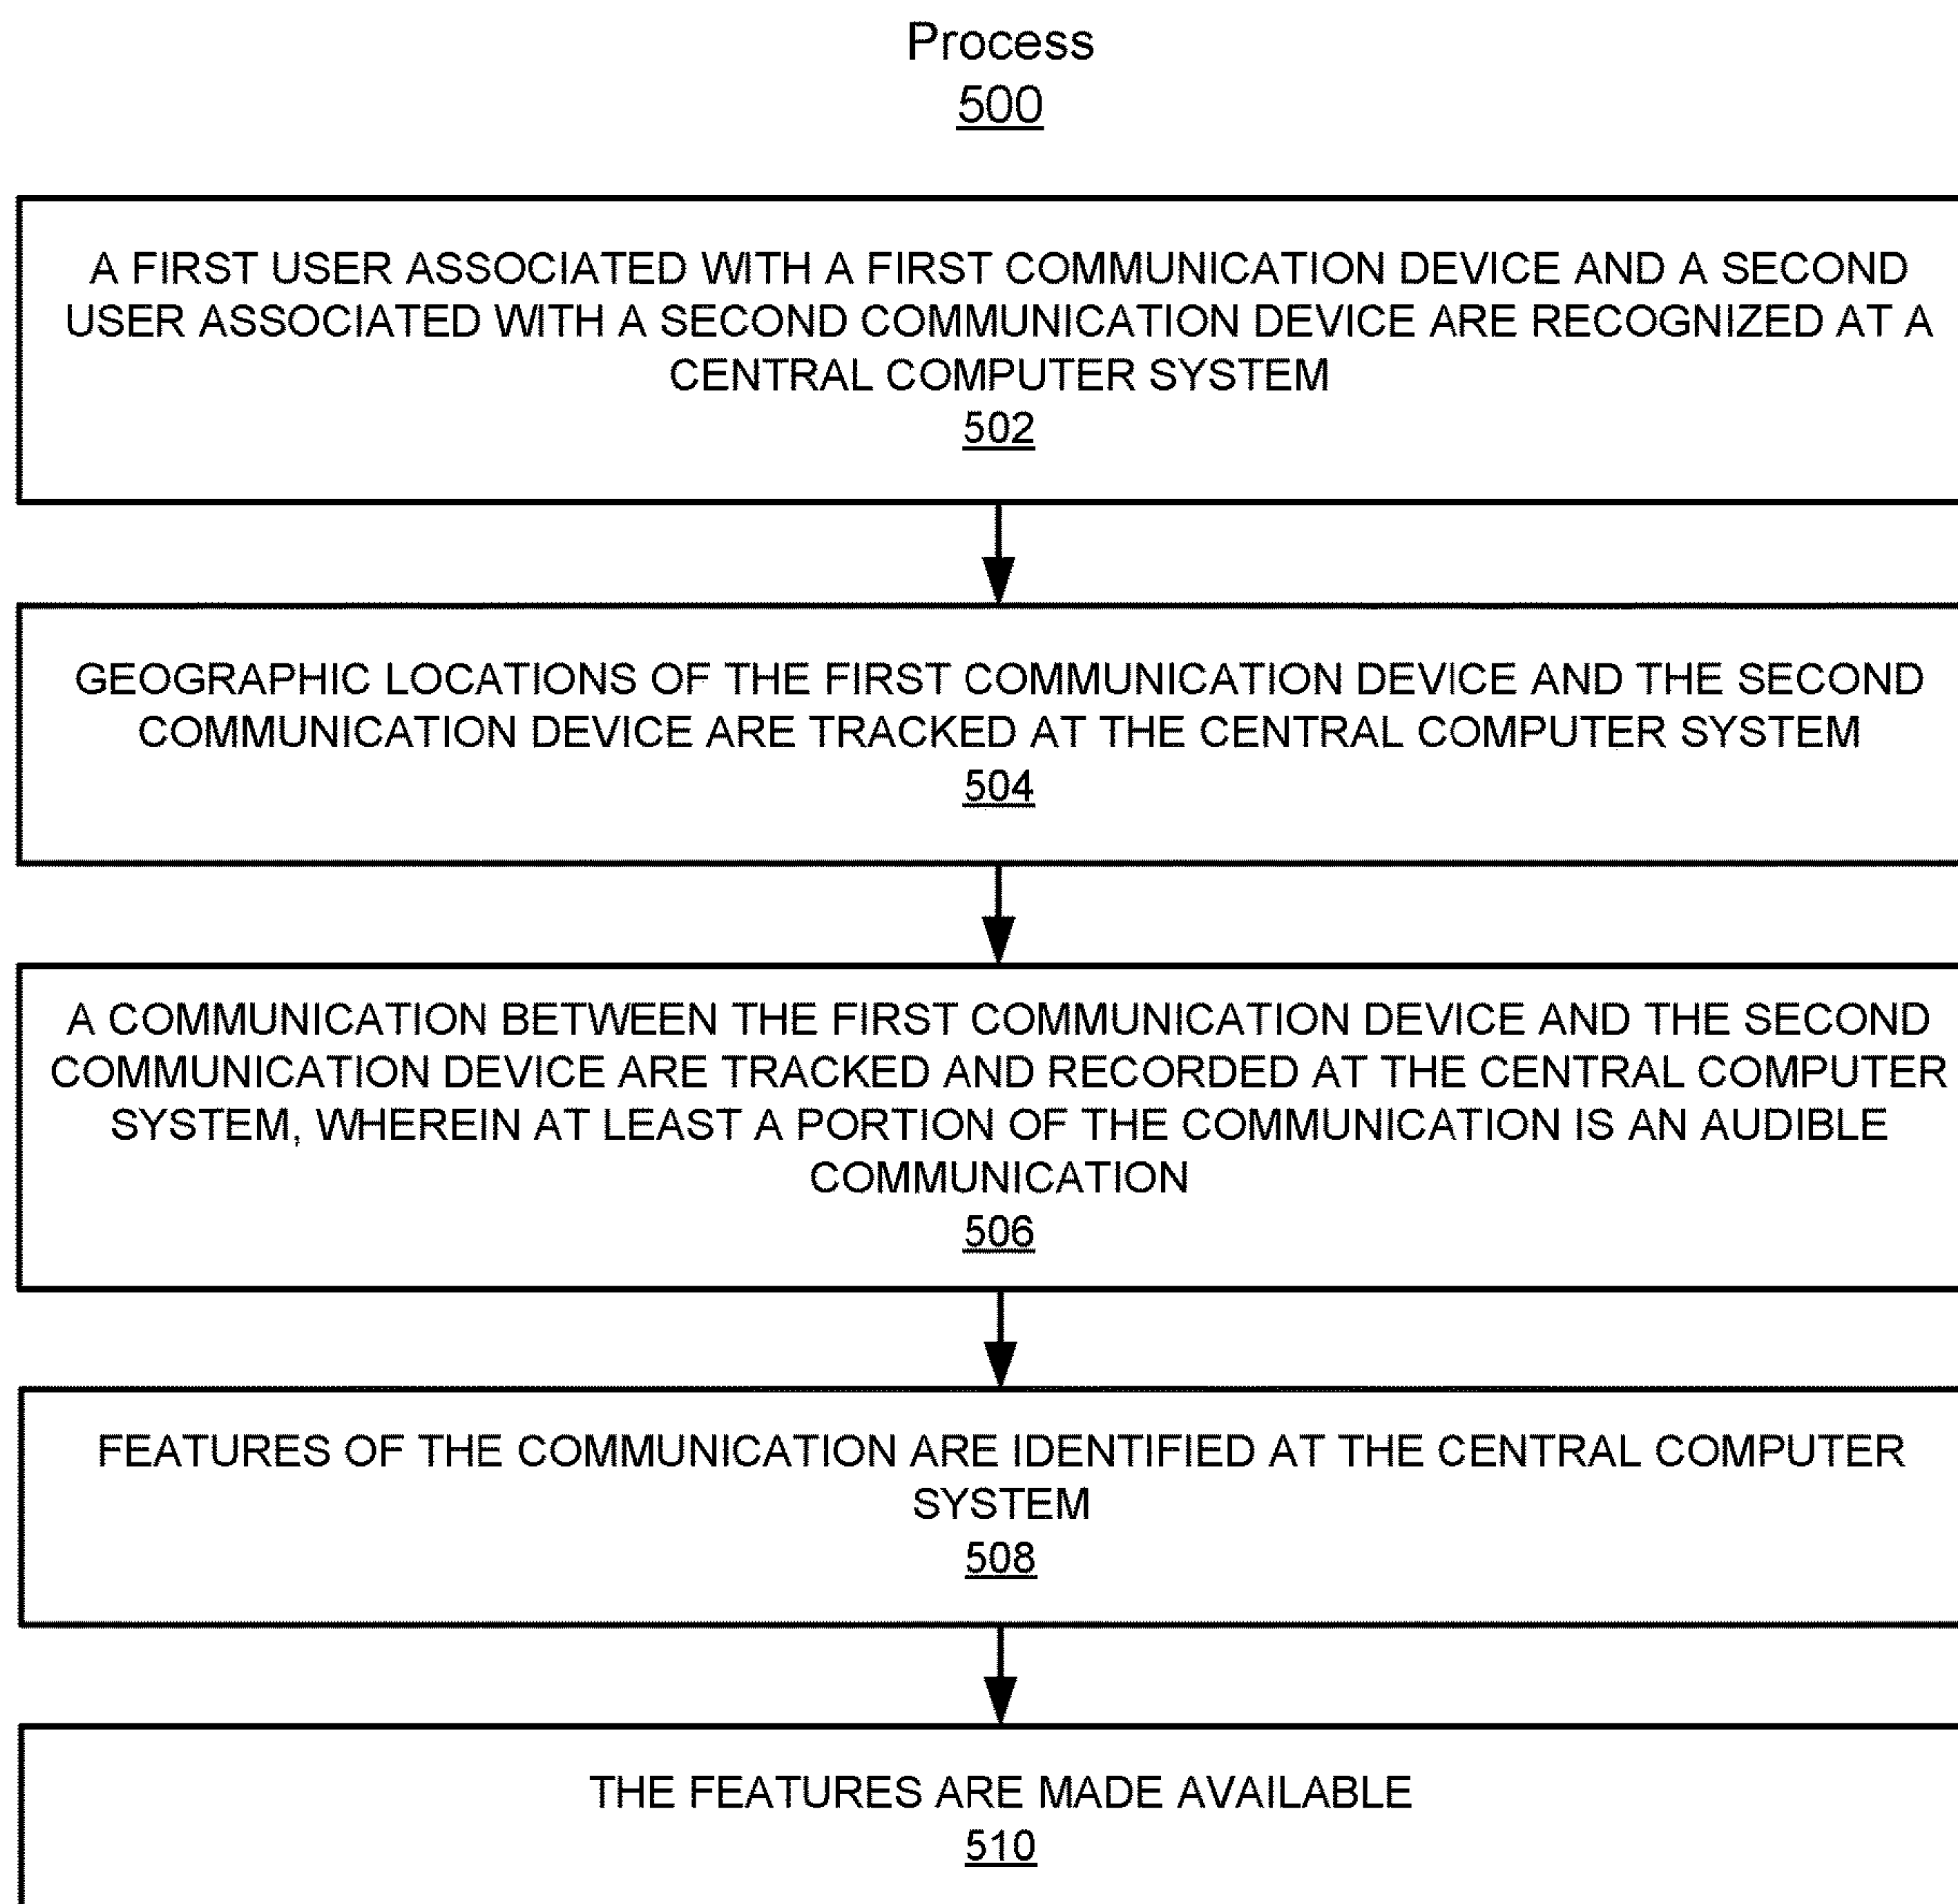 Process
500
A FIRST USER ASSOCIATED WITH A FIRST COMMUNICATION DEVICE AND A SECOND
USER ASSOCIATED WITH A SECOND COMMUNICATION DEVICE ARE RECOGNIZED AT A
CENTRAL COMPUTER SYSTEM
502
GEOGRAPHIC LOCATIONS OF THE FIRST COMMUNICATION DEVICE AND THE SECOND
COMMUNICATION DEVICE ARE TRACKED AT THE CENTRAL COMPUTER SYSTEM
504
A COMMUNICATION BETWEEN THE FIRST COMMUNICATION DEVICE AND THE SECOND
COMMUNICATION DEVICE ARE TRACKED AND RECORDED AT THE CENTRAL COMPUTER
SYSTEM, WHEREIN AT LEAST A PORTION OF THE COMMUNICATION IS AN AUDIBLE
COMMUNICATION
506
FEATURES OF THE COMMUNICATION ARE IDENTIFIED AT THE CENTRAL COMPUTER
SYSTEM
508
THE FEATURES ARE MADE AVAILABLE
510